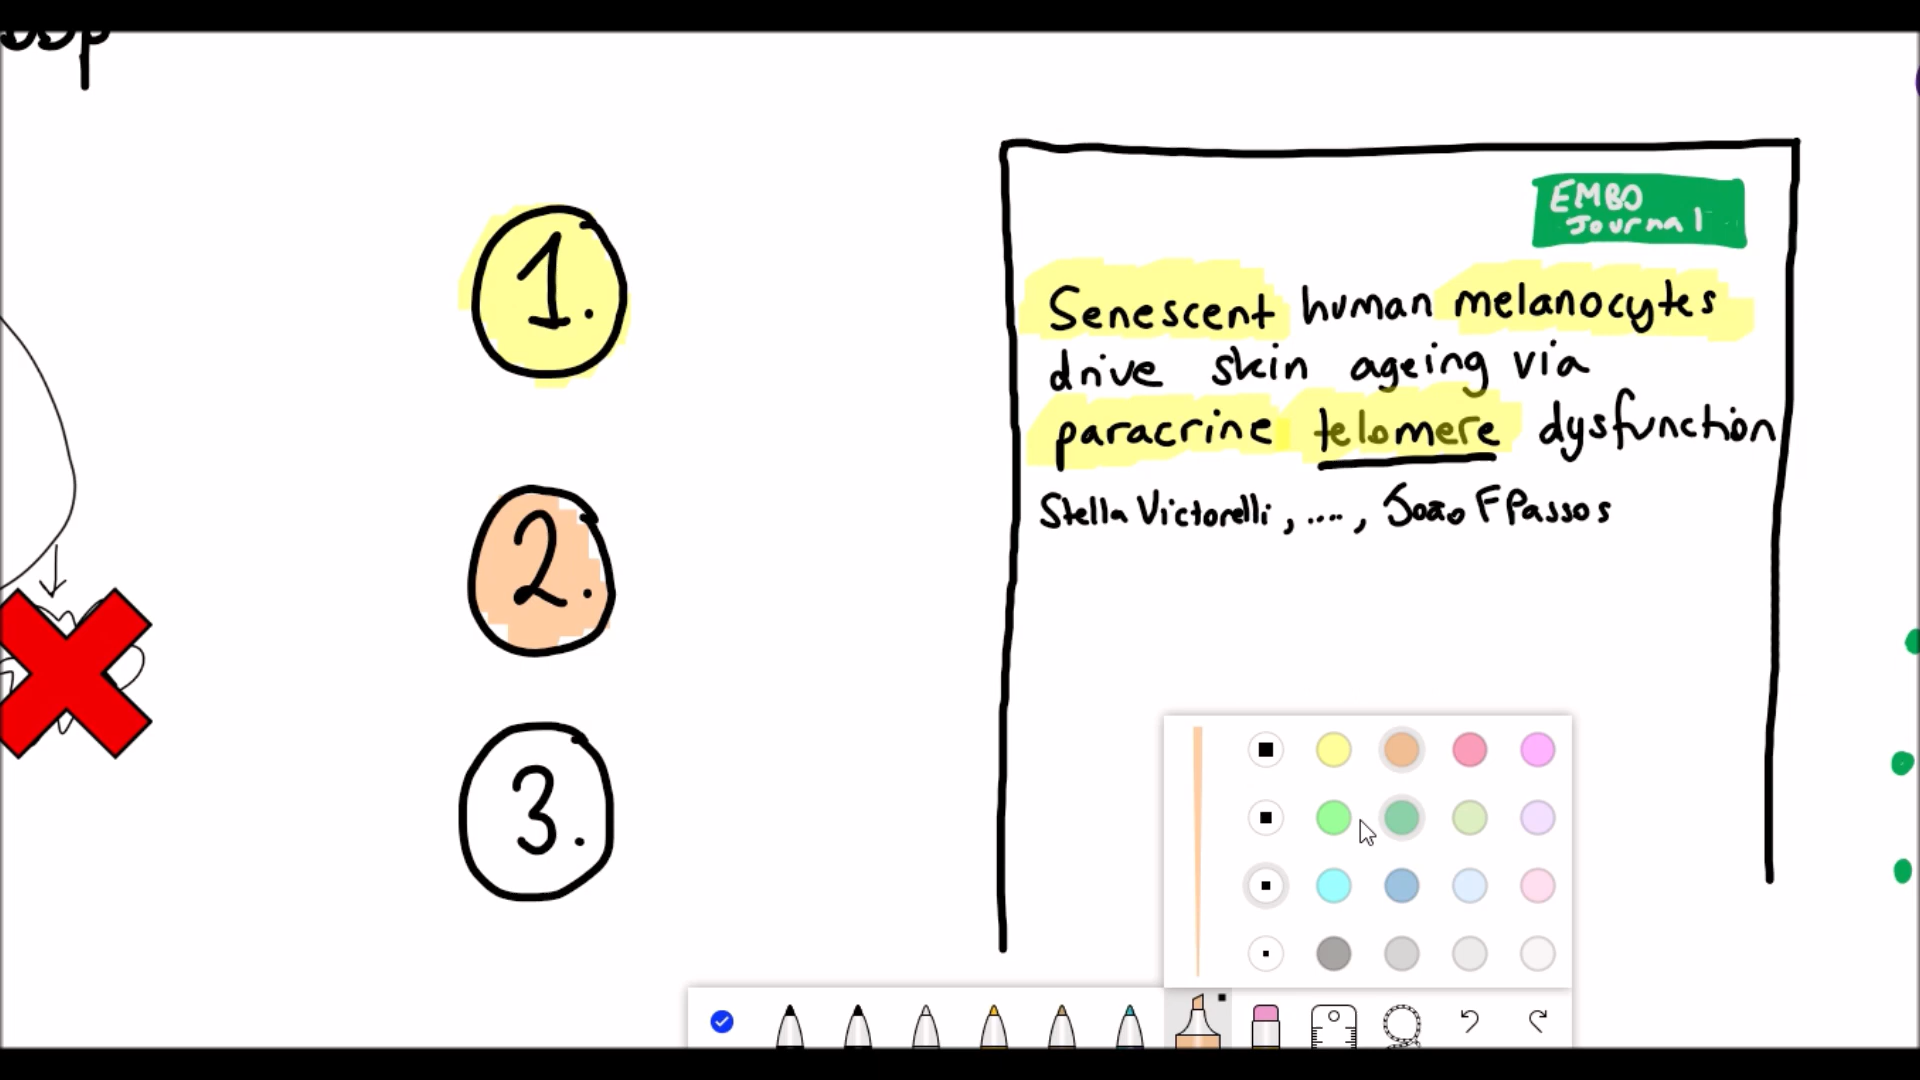 1.
2.
3.
EMBO
Journal
Senescent human melanocytes
drive skin ageing via
paracrine telomere dysfunction
Stella Victorelli, ...., João F Passos